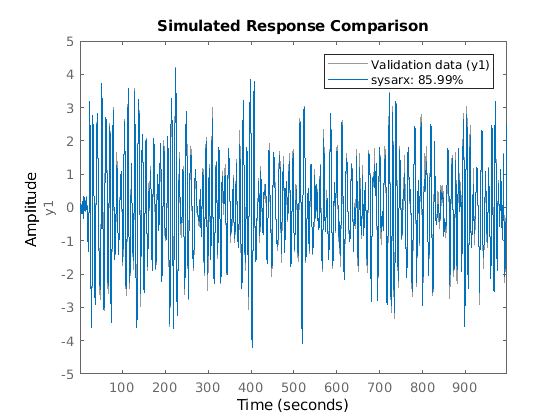 Simulated Response Comparison
Validation data (y1)
sysarx: 85.99%
Amplitude
y1
5
4
3
2
1
0
-1
-2
-3
-4
-5
100 200 300 400 500 600 700 800 900
Time (seconds)